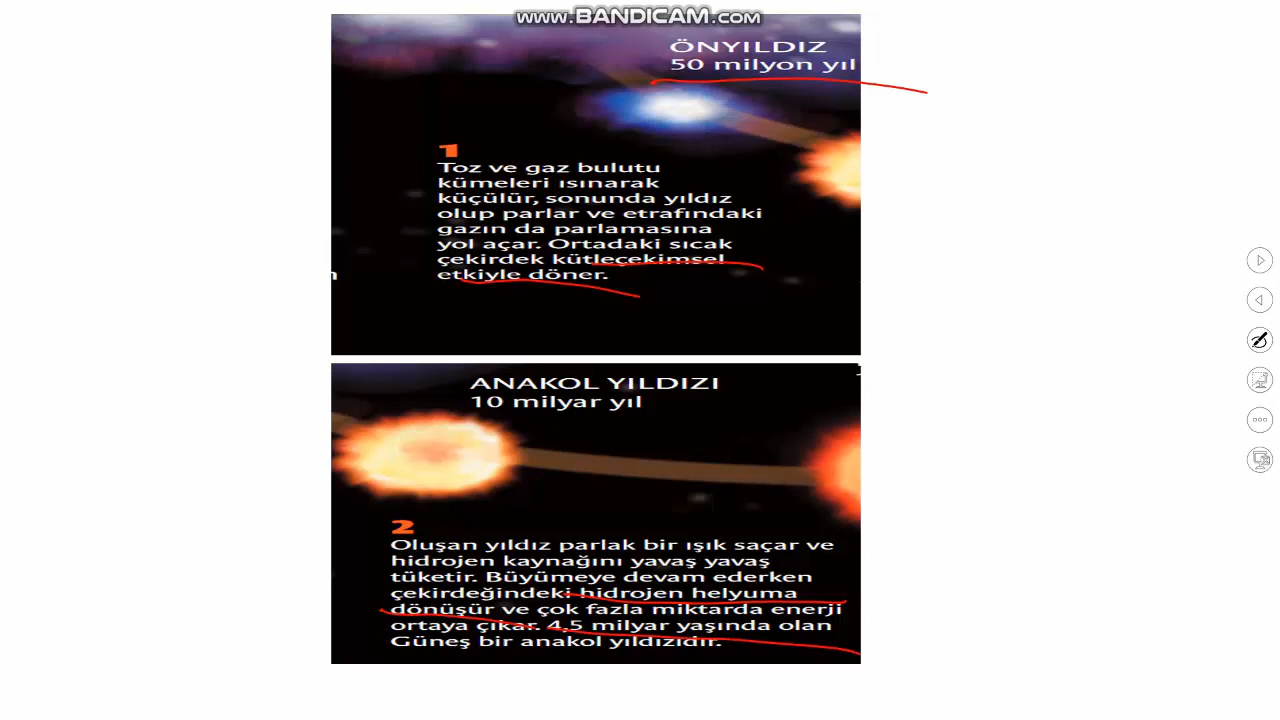 www.BANDICAM.com
ÖNYILDIZ
50 milyon yıl
1
Toz ve gaz bulutu
kümeleri ısınarak
küçülür, sonunda yıldız
olup parlar ve etrafındaki
gazın da parlamasına
yol açar. Ortadaki sıcak
çekirdek kütleçekimsel
etkiyle döner.
ANAKOL YILDIZI
10 milyar yıl
2
Oluşan yıldız parlak bir ışık saçar ve
hidrojen kaynağını yavaş yavaş
tüketir. Büyümeye devam ederken
çekirdeğindeki hidrojen helyuma
dönüşür ve çok fazla miktarda enerji
ortaya çıkar. 4,5 milyar yaşında olan
Güneş bir anakol yıldızıdır.